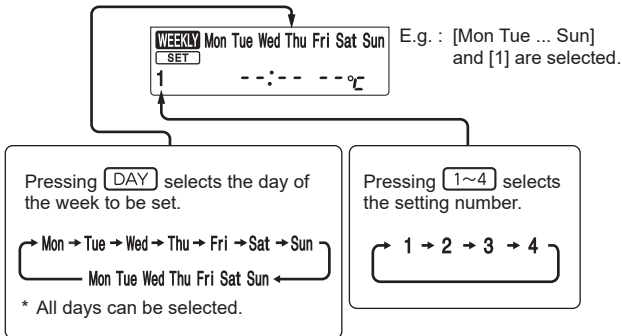 WEEKLY Mon Tue Wed Thu Fri Sat Sun
SET
1 --:-- --°C
E.g. : [Mon Tue ... Sun]
and [1] are selected.
Pressing DAY selects the day of
the week to be set.
Mon → Tue → Wed → Thu → Fri → Sat → Sun
Mon Tue Wed Thu Fri Sat Sun ←
* All days can be selected.
Pressing 1~4 selects
the setting number.
1 → 2 → 3 → 4